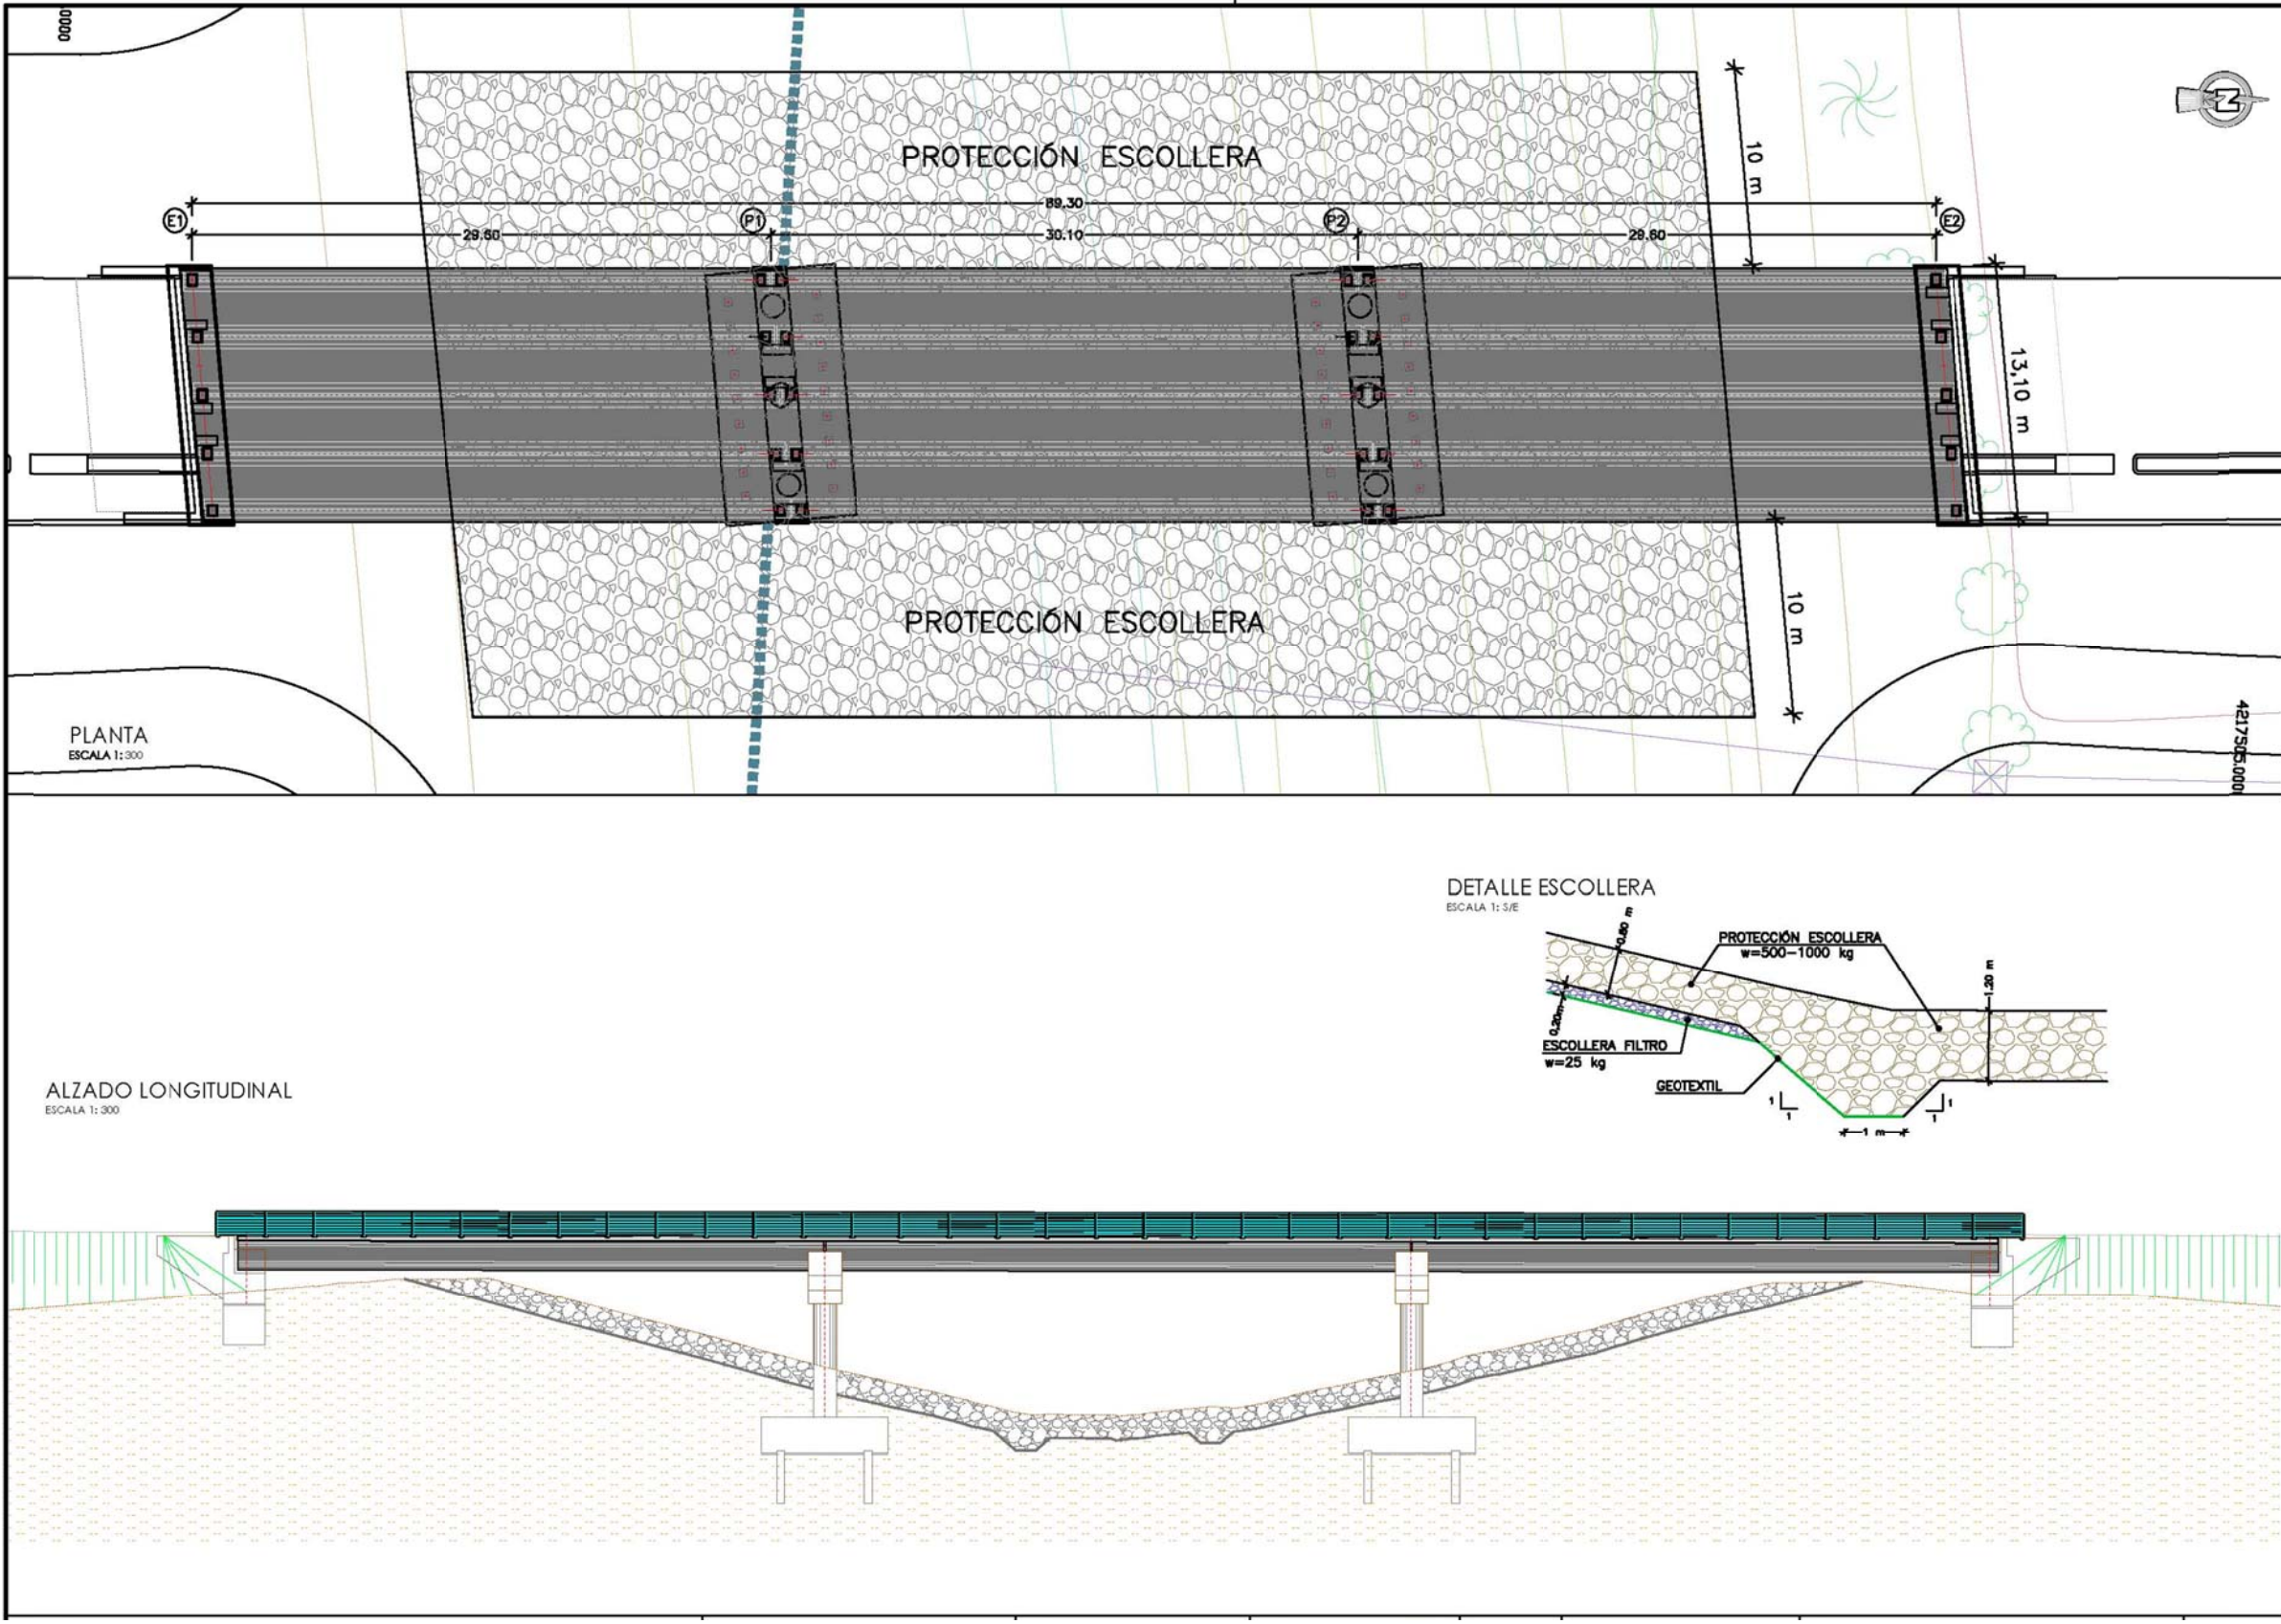 0000
N
PROTECCIÓN ESCOLLERA
10 m
89.30
E1
P1
P2
E2
29.60
30.10
29.60
13,10 m
PROTECCIÓN ESCOLLERA
10 m
PLANTA
ESCALA 1: 300
4217505.000
DETALLE ESCOLLERA
ESCALA 1: S/E
0.80 m
PROTECCIÓN ESCOLLERA
w=500-1000 kg
1.20 m
0.20m
ESCOLLERA FILTRO
w=25 kg
GEOTEXTIL
1
1
1
1
1 m
ALZADO LONGITUDINAL
ESCALA 1: 300